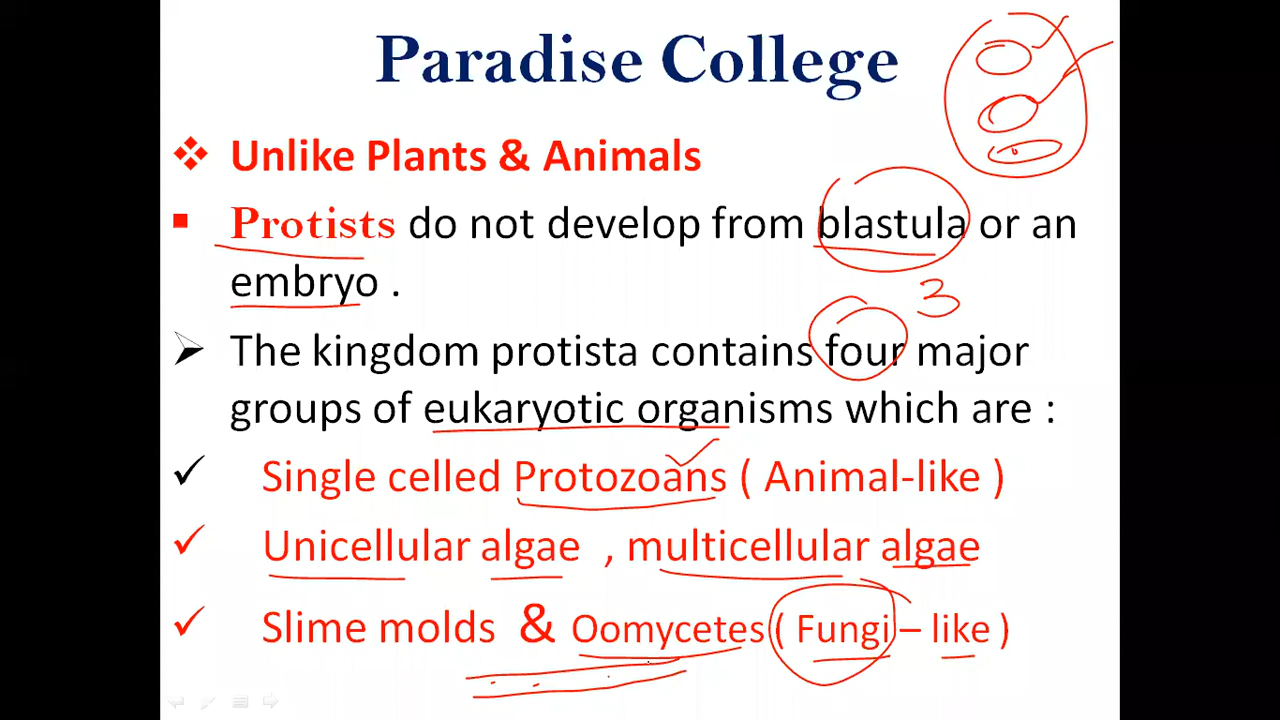 Paradise College
❖ Unlike Plants & Animals
▪ Protists do not develop from blastula or an
embryo .
3
➢ The kingdom protista contains four major
groups of eukaryotic organisms which are :
✓ Single celled Protozoans ( Animal-like )
✓ Unicellular algae , multicellular algae
✓ Slime molds & Oomycetes ( Fungi – like )